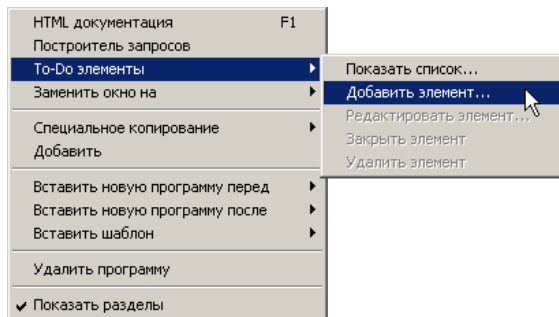 HTML документация F1
Построитель запросов
To-Do элементы
Заменить окно на
Специальное копирование
Добавить
Вставить новую программу перед
Вставить новую программу после
Вставить шаблон
Удалить программу
Показать разделы
Показать список...
Добавить элемент...
Редактировать элемент...
Закрыть элемент
Удалить элемент